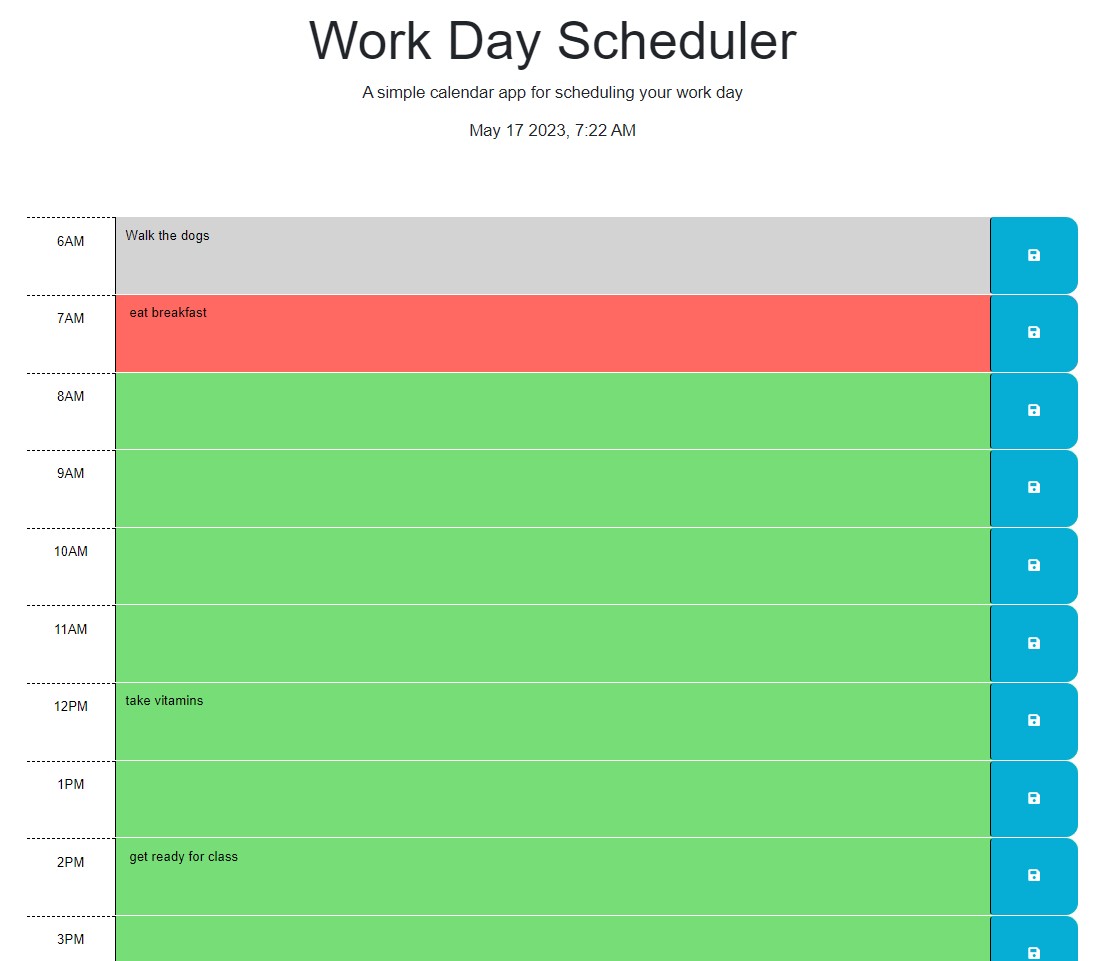 Work Day Scheduler
A simple calendar app for scheduling your work day
May 17 2023, 7:22 AM
6AM
Walk the dogs
7AM
eat breakfast
8AM
9AM
10AM
11AM
12PM
take vitamins
1PM
2PM
get ready for class
3PM